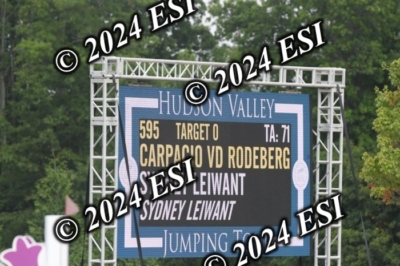 © 2024 ESI
© 2024 ESI
HUDSON VALLEY
595 TARGET 0 TA: 71
CARPACIO VD RODEBERG
LEIWANT
© 2024 ESI
SYDNEY LEIWANT
© 2024 ESI
JUMPING
© 2024 ESI